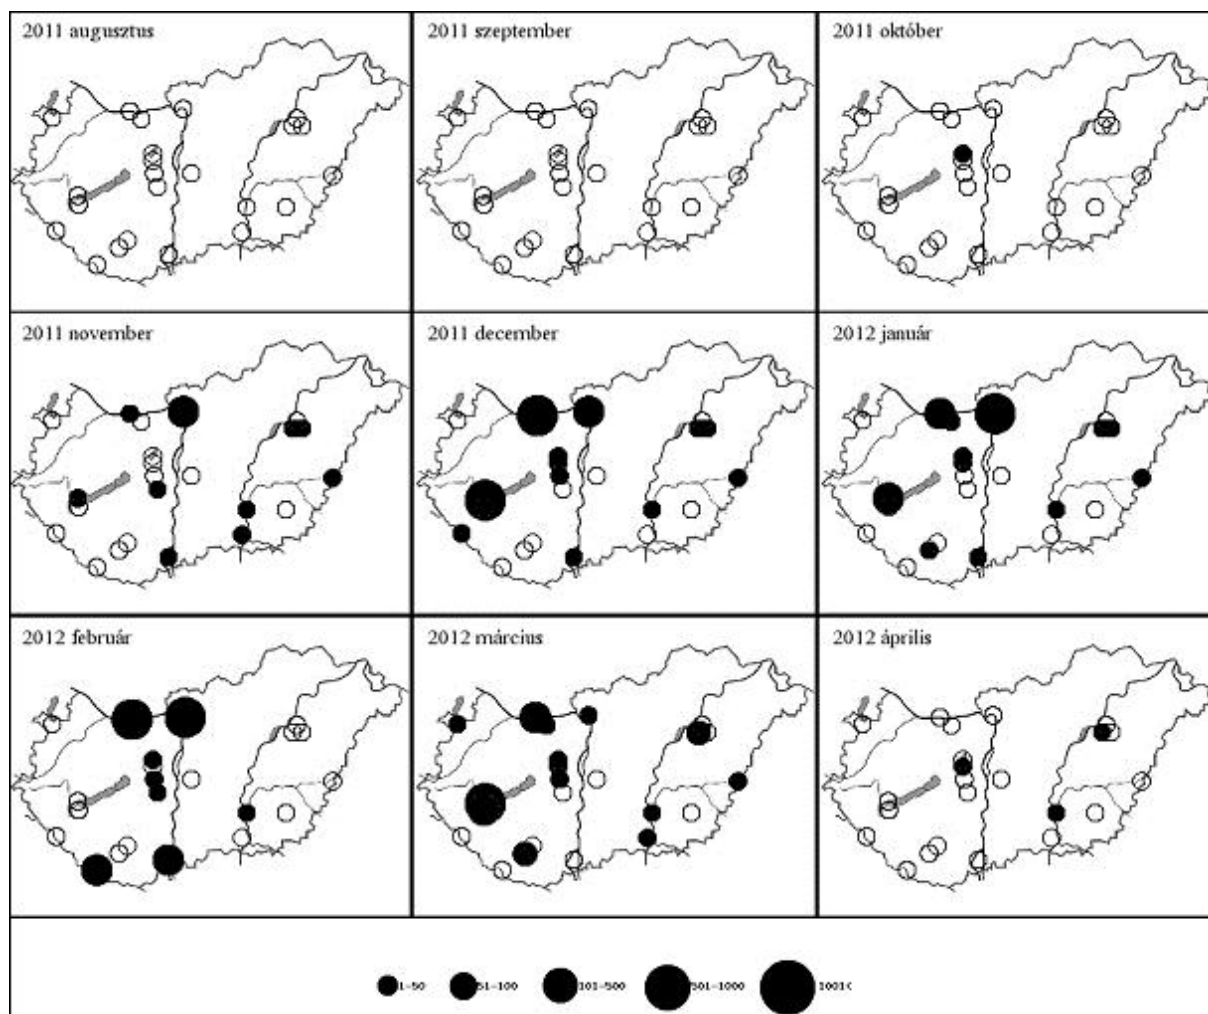 2011 augusztus
2011 szeptember
2011 október
2011 november
2011 december
2012 január
2012 február
2012 március
2012 április
1-50
51-100
101-500
501-1000
1001<